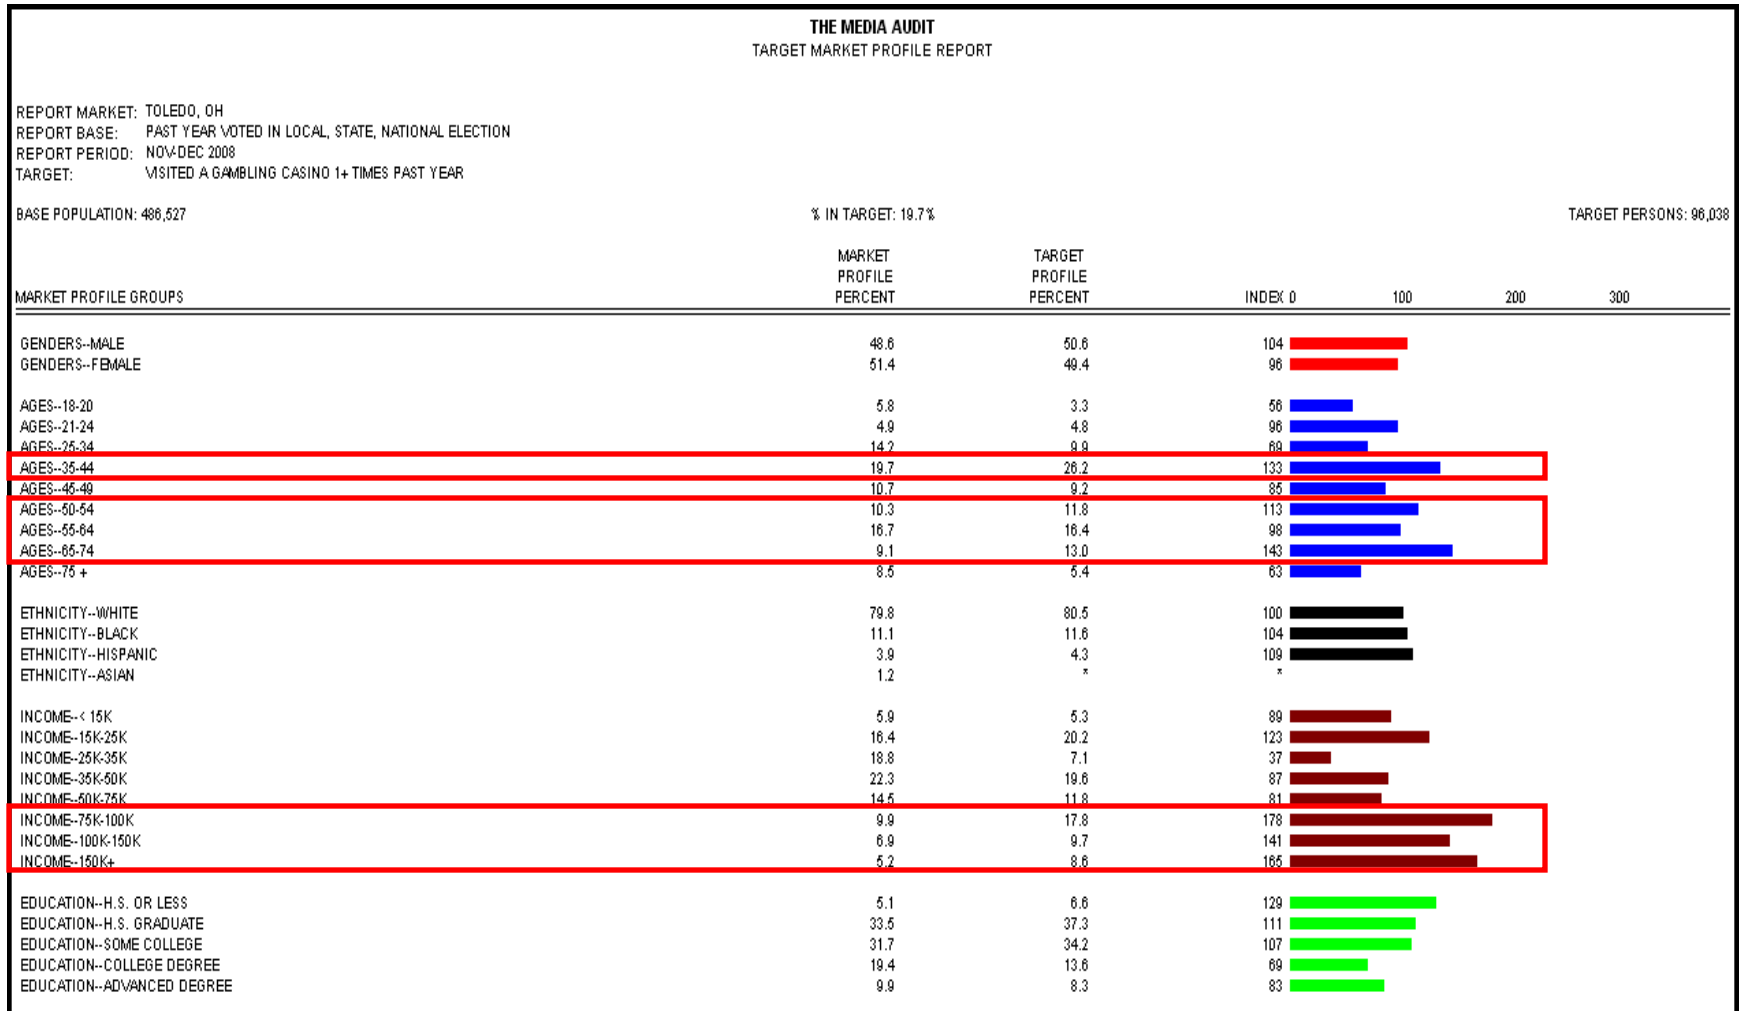 THE MEDIA AUDIT
TARGET MARKET PROFILE REPORT
REPORT MARKET: TOLEDO, OH
REPORT BASE: PAST YEAR VOTED IN LOCAL, STATE, NATIONAL ELECTION
REPORT PERIOD: NOV-DEC 2008
TARGET: VISITED A GAMBLING CASINO 1+ TIMES PAST YEAR
BASE POPULATION: 486,527 % IN TARGET: 19.7% TARGET PERSONS: 96,038
MARKET TARGET
PROFILE PROFILE
MARKET PROFILE GROUPS PERCENT PERCENT INDEX 0 100 200 300
GENDERS--MALE 48.6 50.6 104
GENDERS--FEMALE 51.4 49.4 96
AGES--18-20 5.8 3.3 56
AGES--21-24 4.9 4.8 96
AGES--25-34 14.2 9.9 69
AGES--35-44 19.7 26.2 133
AGES--45-49 10.7 9.2 85
AGES--50-54 10.3 11.8 113
AGES--55-64 16.7 16.4 98
AGES--65-74 9.1 13.0 143
AGES--75 + 8.5 5.4 63
ETHNICITY--WHITE 79.8 80.5 100
ETHNICITY--BLACK 11.1 11.6 104
ETHNICITY--HISPANIC 3.9 4.3 109
ETHNICITY--ASIAN 1.2 * *
INCOME--< 15K 5.9 5.3 89
INCOME--15K-25K 16.4 20.2 123
INCOME--25K-35K 18.8 7.1 37
INCOME--35K-50K 22.3 19.6 87
INCOME--50K-75K 14.5 11.8 81
INCOME--75K-100K 9.9 17.8 178
INCOME--100K-150K 6.9 9.7 141
INCOME--150K+ 5.2 8.6 165
EDUCATION--H.S. OR LESS 5.1 6.6 129
EDUCATION--H.S. GRADUATE 33.5 37.3 111
EDUCATION--SOME COLLEGE 31.7 34.2 107
EDUCATION--COLLEGE DEGREE 19.4 13.6 69
EDUCATION--ADVANCED DEGREE 9.9 8.3 83